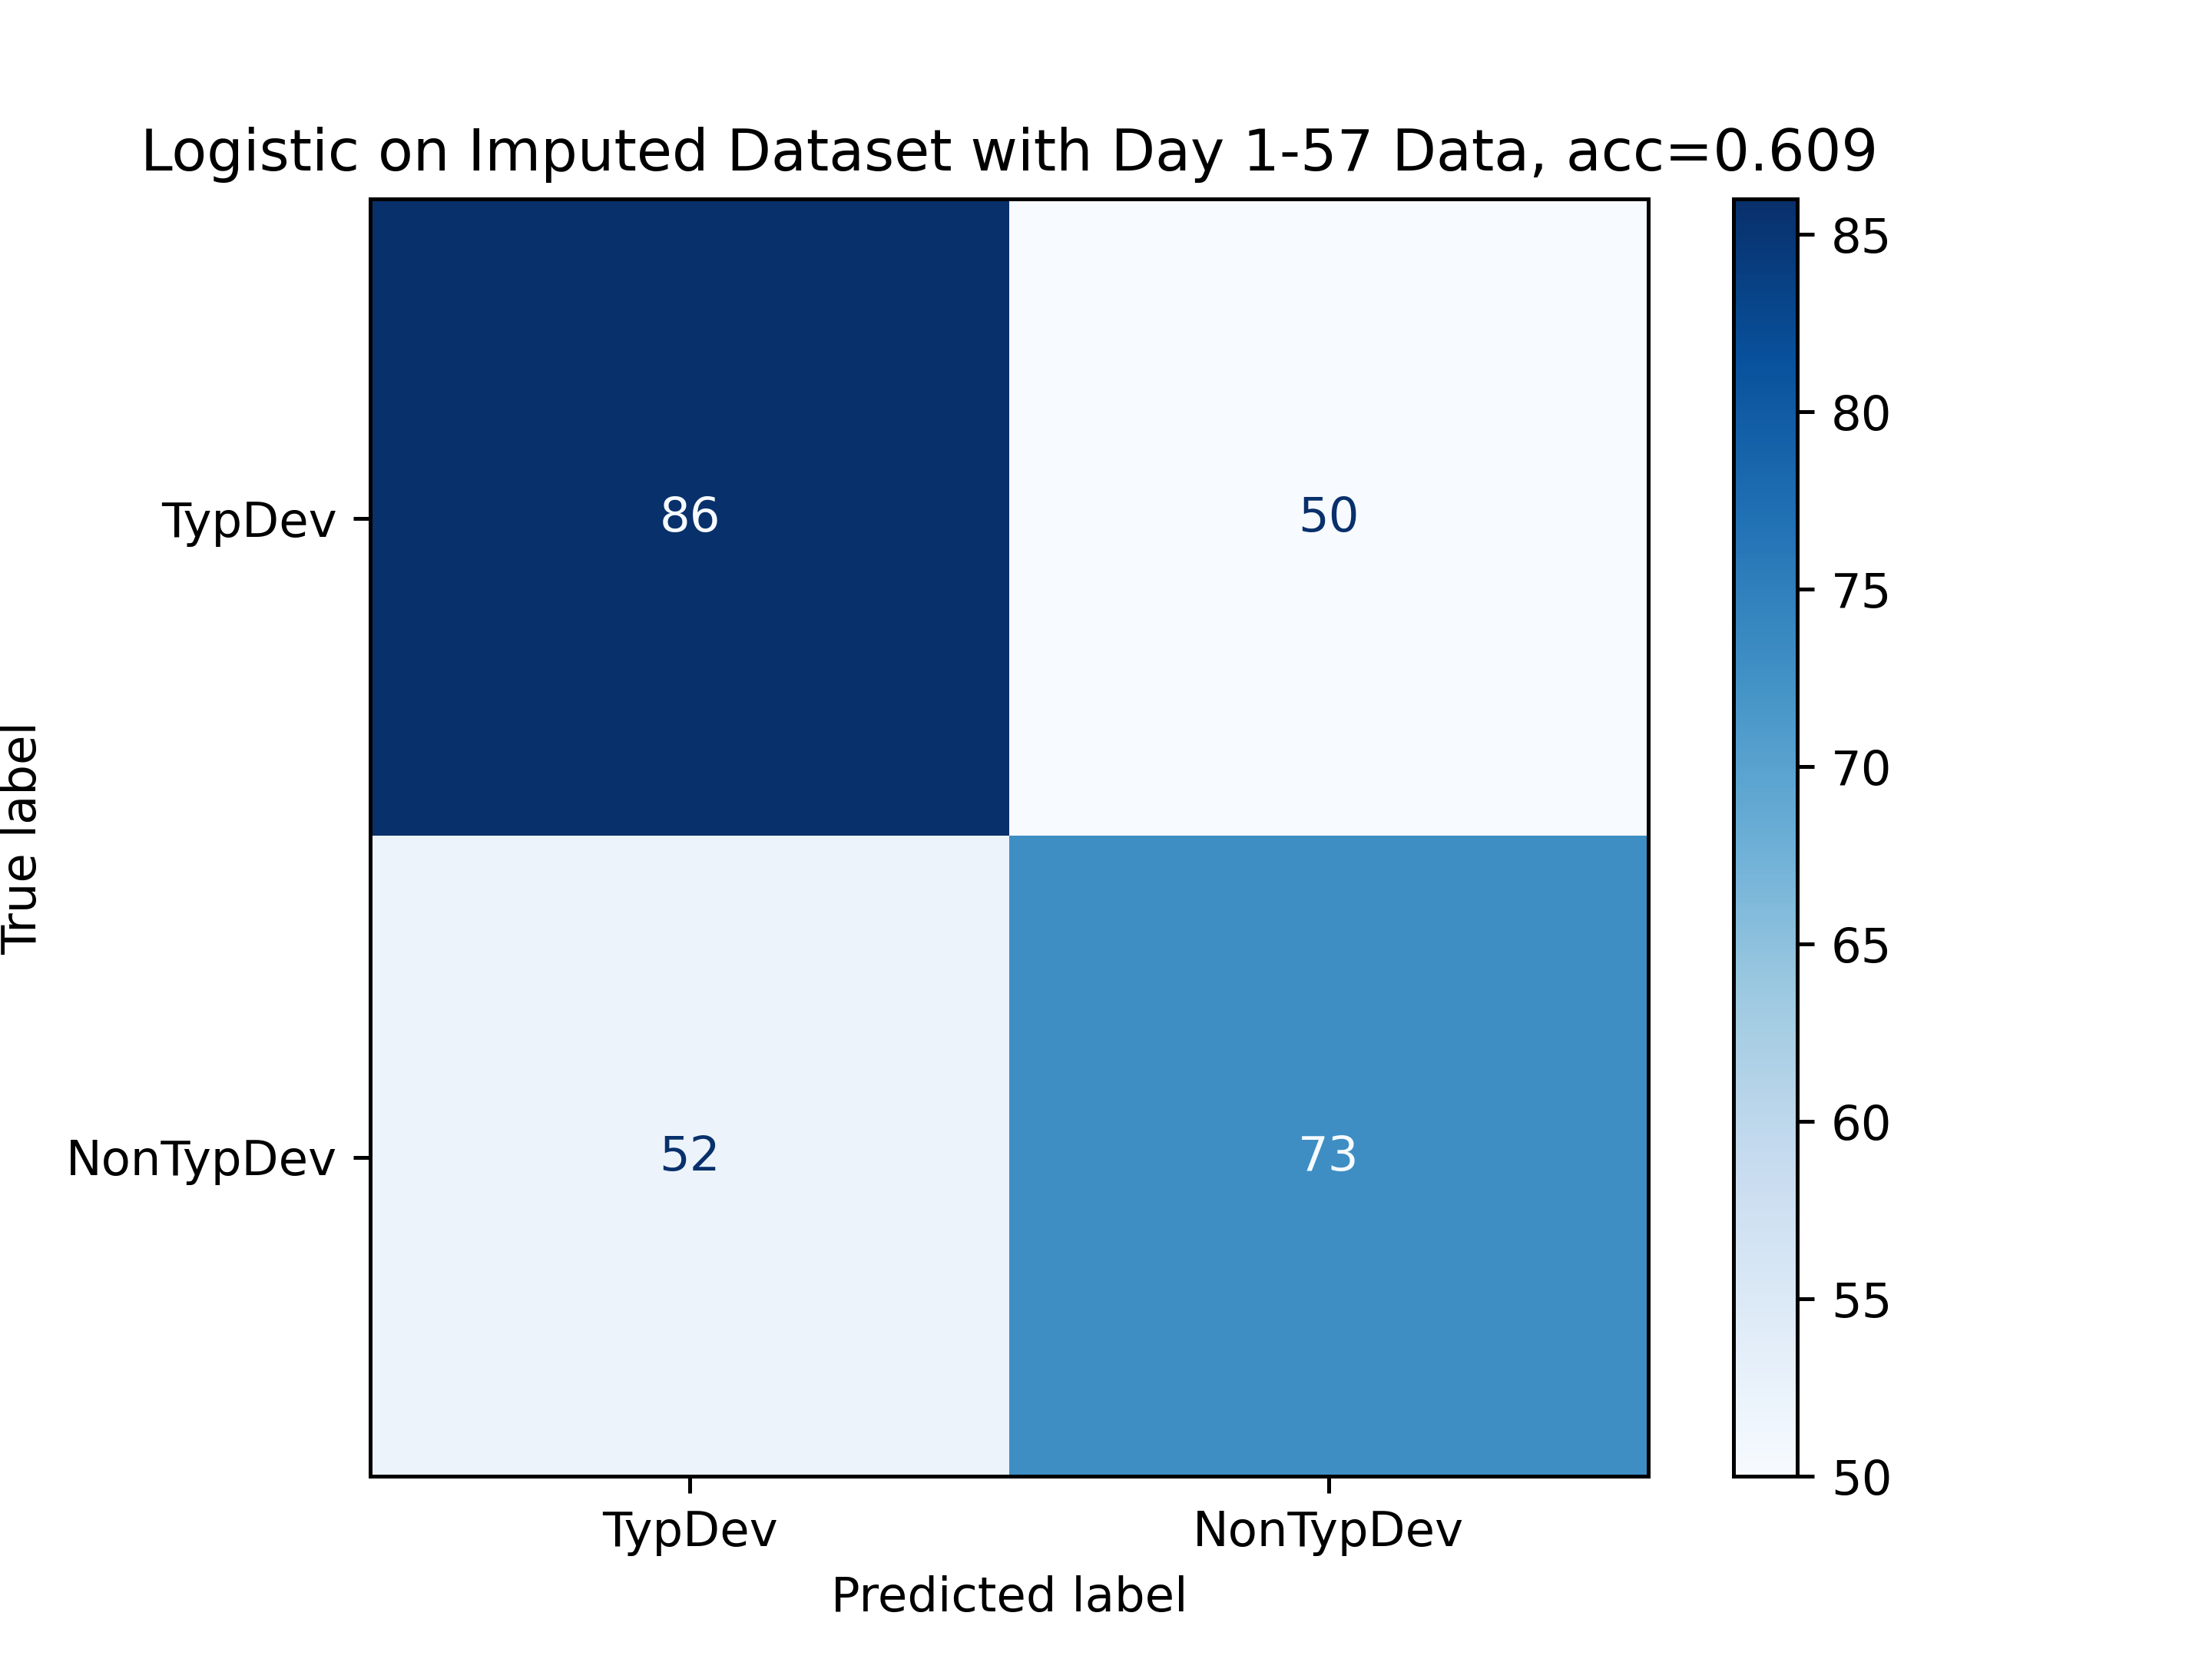 Logistic on Imputed Dataset with Day 1-57 Data, acc=0.609
True label
TypDev
NonTypDev
86
50
52
73
TypDev
NonTypDev
Predicted label
85
80
75
70
65
60
55
50